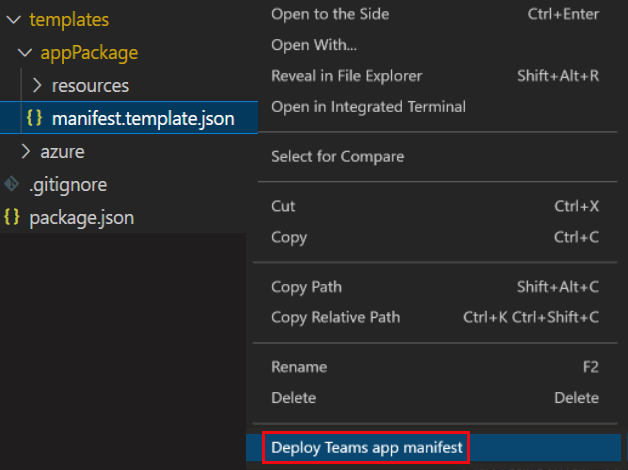 templates
appPackage
resources
{} manifest.template.json
azure
.gitignore
{} package.json
Open to the Side Ctrl+Enter
Open With...
Reveal in File Explorer Shift+Alt+R
Open in Integrated Terminal
Select for Compare
Cut Ctrl+X
Copy Ctrl+C
Copy Path Shift+Alt+C
Copy Relative Path Ctrl+K Ctrl+Shift+C
Rename F2
Delete Delete
Deploy Teams app manifest